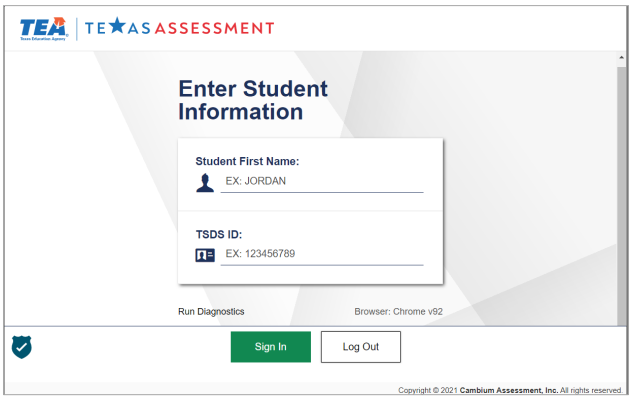 TEA
Texas Education Agency
TEXAS ASSESSMENT
Enter Student
Information
Student First Name:
EX: JORDAN
TSDS ID:
EX: 123456789
Run Diagnostics
Browser: Chrome v92
Sign In
Log Out
Copyright © 2021 Cambium Assessment, Inc. All rights reserved.